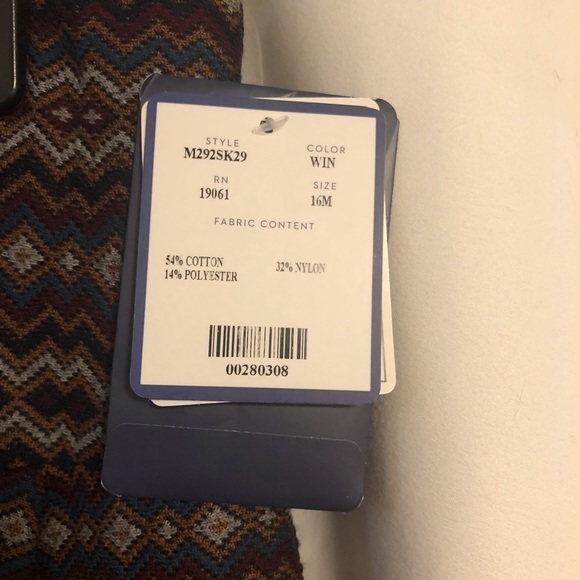 STYLE COLOR
M292SK29 WIN
RN SIZE
19061 16M
FABRIC CONTENT
54% COTTON 32% NYLON
14% POLYESTER
00280308